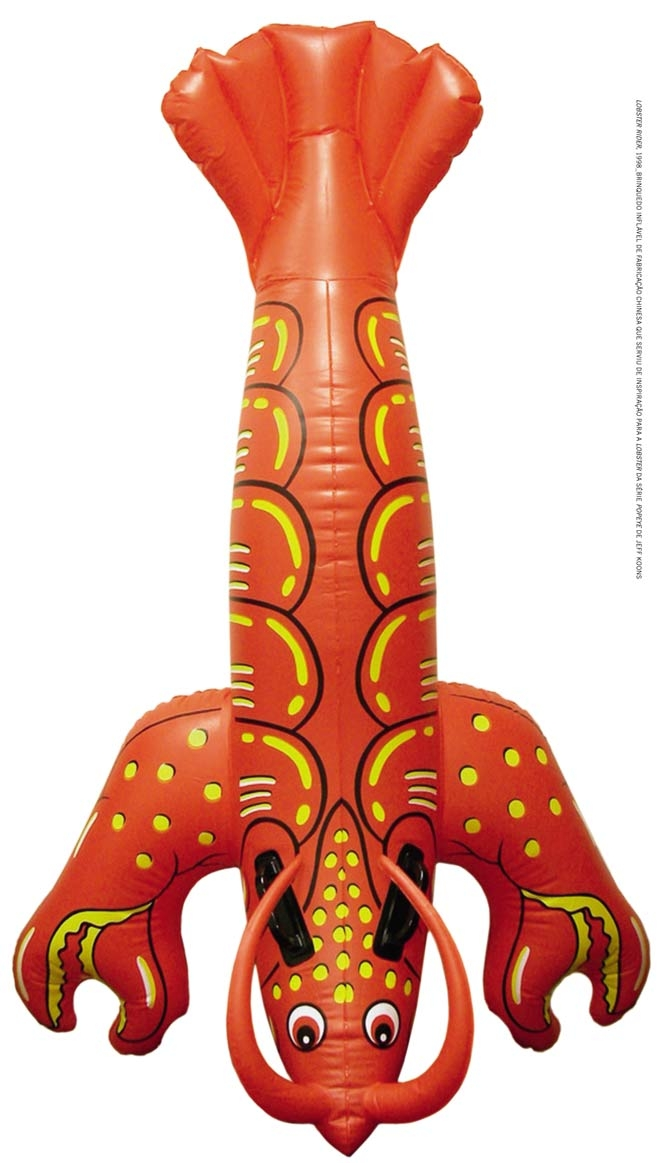 LOBSTER RIDER, 1998, BRINQUEDO INFLÁVEL DE FABRICAÇÃO CHINESA QUE SERVIU DE INSPIRAÇÃO PARA A LOBSTER DA SÉRIE POPEYE DE JEFF KOONS